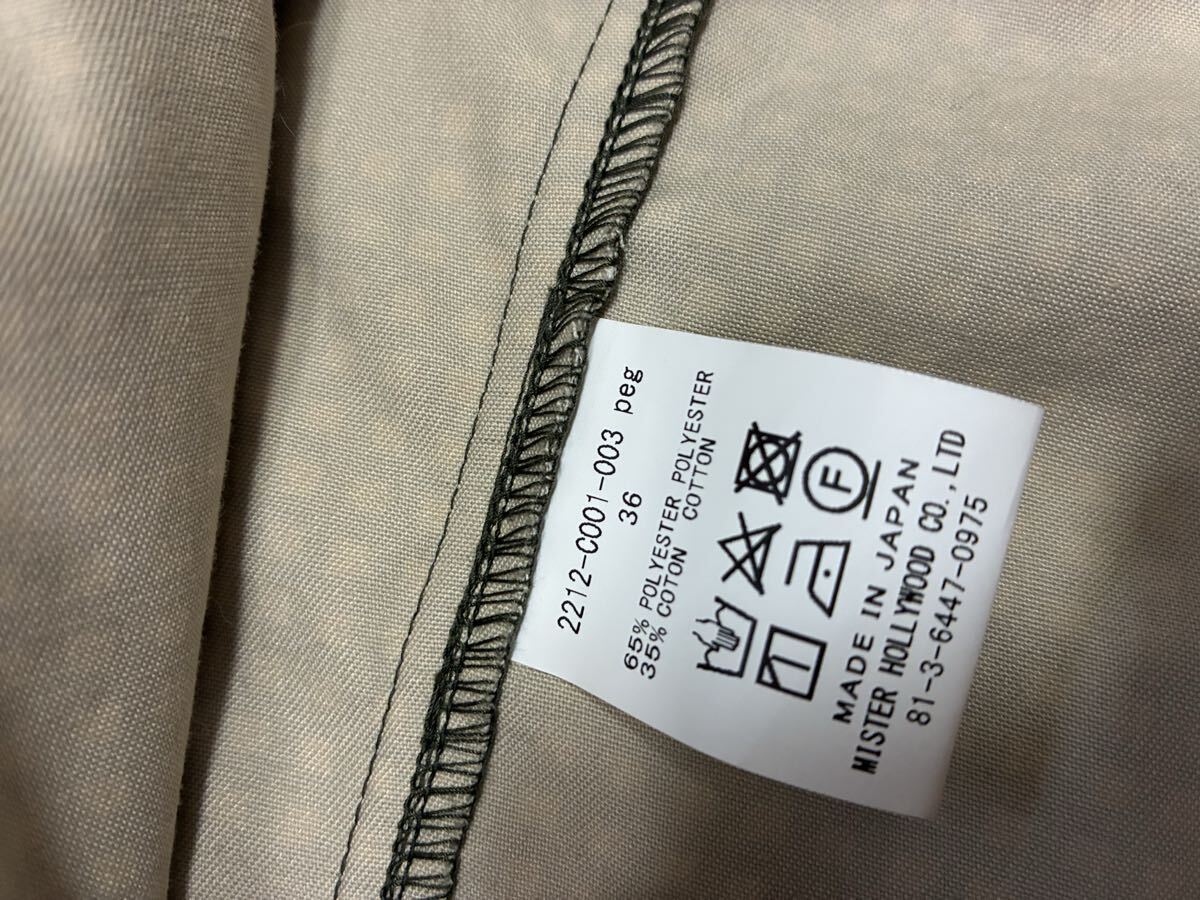 2212-C001-003 peg
36
65% POLYESTER POLYESTER
35% COTON COTTON
F
MADE IN JAPAN
MISTER HOLLYWOOD CO.,LTD
81-3-6447-0975